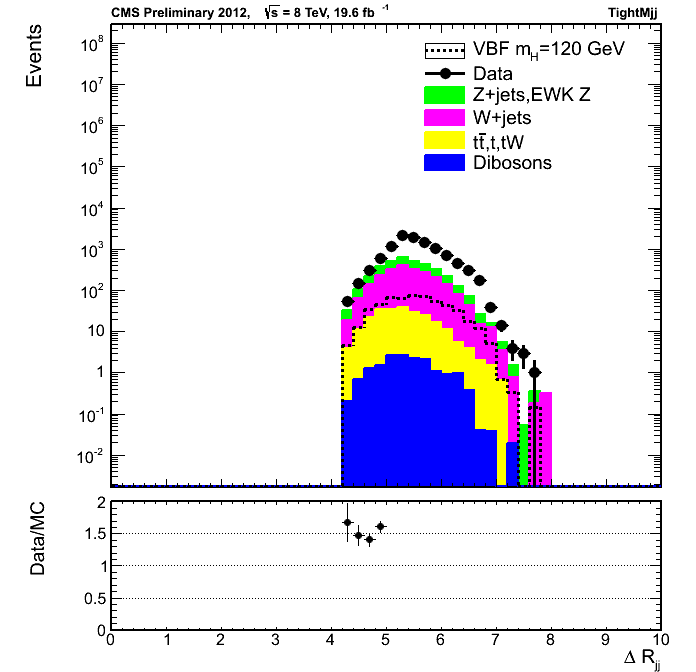 CMS Preliminary 2012, √s = 8 TeV, 19.6 fb⁻¹ TightMjj
Events
10⁸
10⁷
10⁶
10⁵
10⁴
10³
10²
10
1
10⁻¹
10⁻²
VBF m_H=120 GeV
Data
Z+jets,EWK Z
W+jets
tt̄,t,tW
Dibosons
Data/MC
2
1.5
1
0.5
0
0 1 2 3 4 5 6 7 8 9 10
Δ R_jj